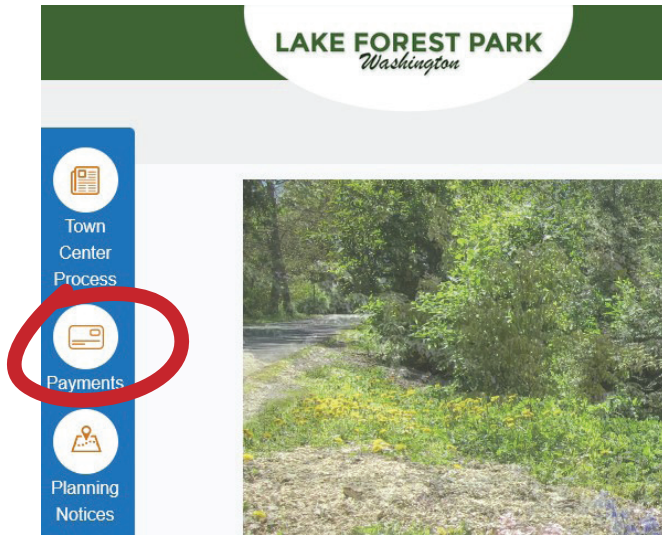 LAKE FOREST PARK
Washington
Town
Center
Process
Payments
Planning
Notices